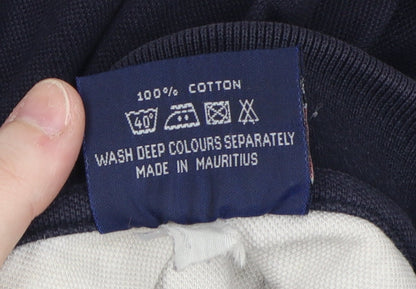 100% COTTON
40°
WASH DEEP COLOURS SEPARATELY
MADE IN MAURITIUS